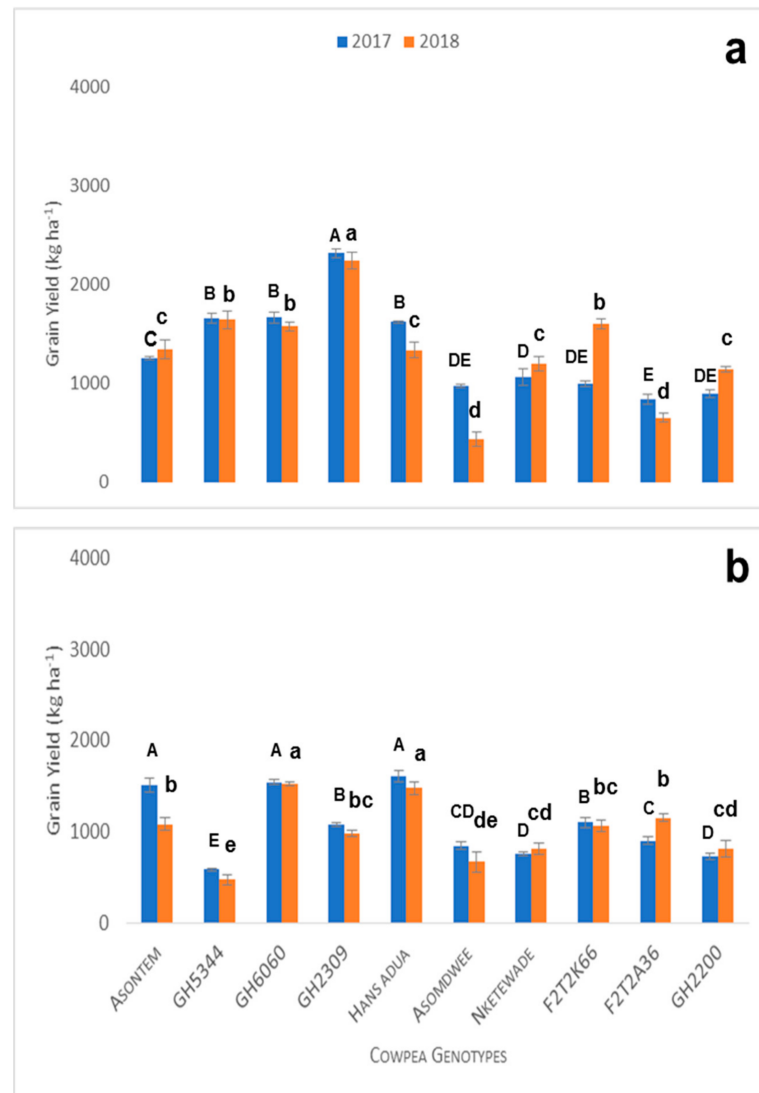 2017 2018
a
4000
3000
2000
1000
0
Grain Yield (kg ha-1)
C c B b B b A a B c DE d D c DE b E d DE c
b
4000
3000
2000
1000
0
Grain Yield (kg ha-1)
A b E e A a B bc A a CD de D cd B bc C b D cd
ASONTEM
GH5344
GH6060
GH2309
HANS ADUA
ASOMDWEE
NKETEWADE
F2T2K66
F2T2A36
GH2200
COWPEA GENOTYPES